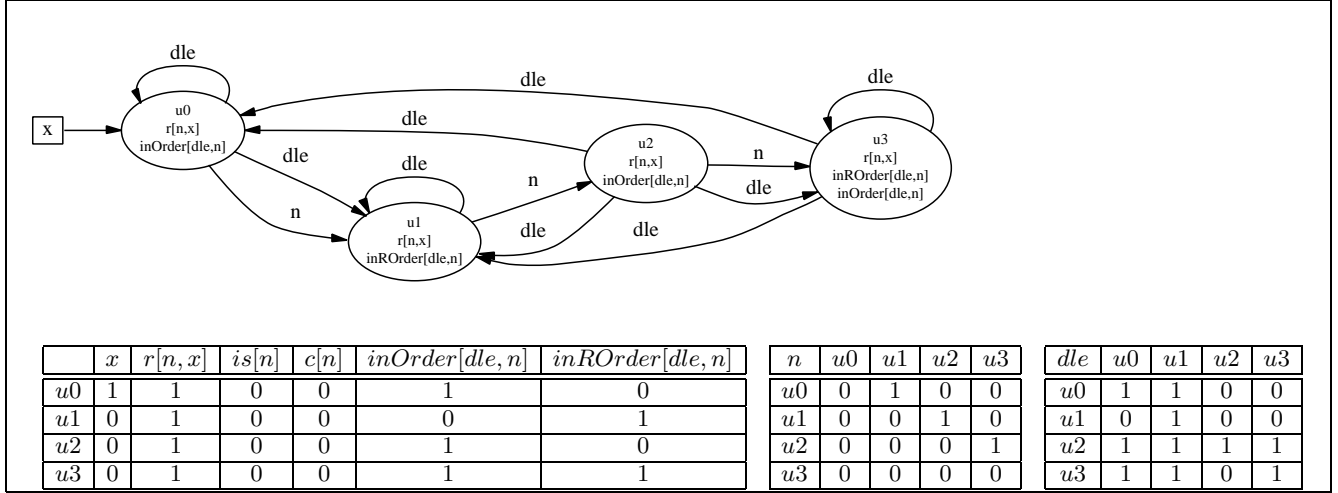 dle
dle
dle
x
u0
r[n,x]
inOrder[dle,n]
dle
u2
r[n,x]
inOrder[dle,n]
n
u3
r[n,x]
inROrder[dle,n]
inOrder[dle,n]
dle
dle
n
dle
n
u1
r[n,x]
inROrder[dle,n]
dle
dle
x r[n, x] is[n] c[n] inOrder[dle, n] inROrder[dle, n] n u0 u1 u2 u3 dle u0 u1 u2 u3
u0 1 1 0 0 1 0 u0 0 1 0 0 u0 1 1 0 0
u1 0 1 0 0 0 1 u1 0 0 1 0 u1 0 1 0 0
u2 0 1 0 0 1 0 u2 0 0 0 1 u2 1 1 1 1
u3 0 1 0 0 1 1 u3 0 0 0 0 u3 1 1 0 1